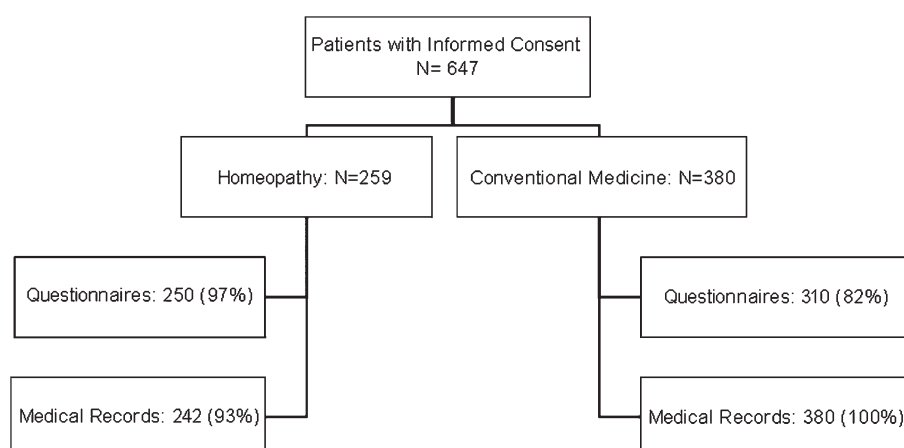 Patients with Informed Consent
N= 647
Homeopathy: N=259
Conventional Medicine: N=380
Questionnaires: 250 (97%)
Questionnaires: 310 (82%)
Medical Records: 242 (93%)
Medical Records: 380 (100%)